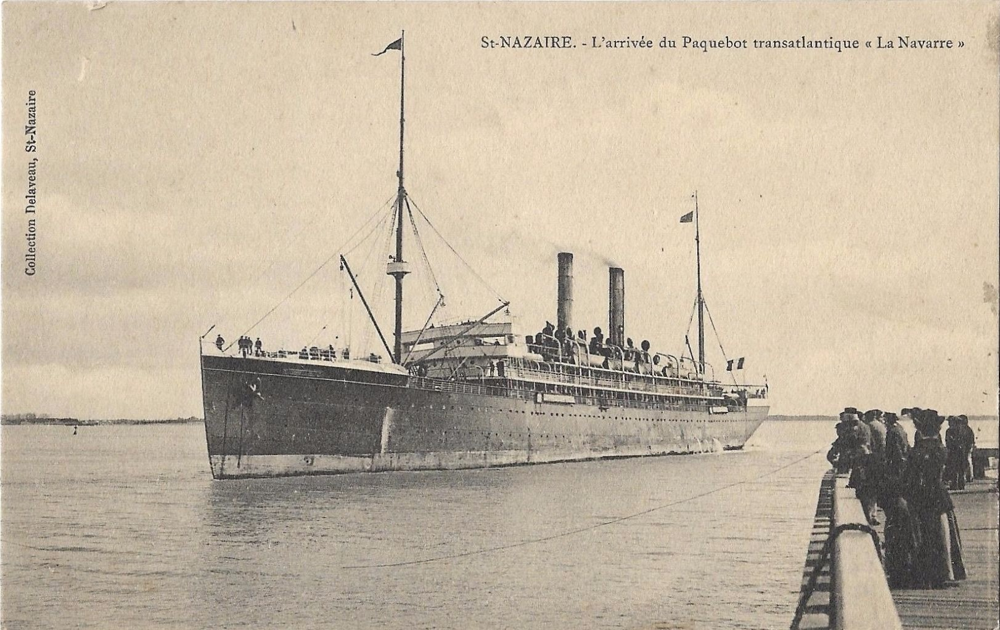 St-NAZAIRE. - L'arrivée du Paquebot transatlantique « La Navarre »
Collection Delaveau, St-Nazaire